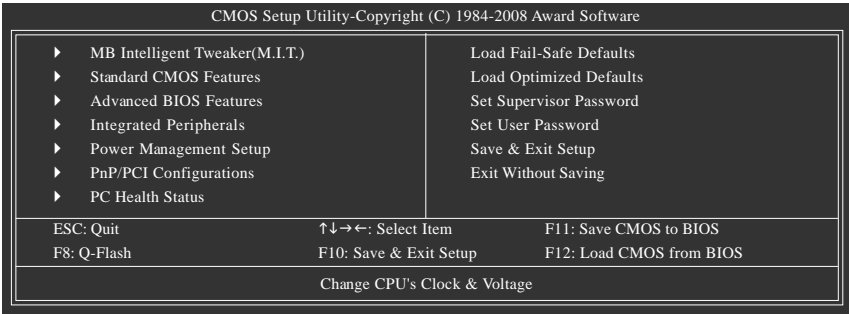 CMOS Setup Utility-Copyright (C) 1984-2008 Award Software
MB Intelligent Tweaker(M.I.T.)
Standard CMOS Features
Advanced BIOS Features
Integrated Peripherals
Power Management Setup
PnP/PCI Configurations
PC Health Status
Load Fail-Safe Defaults
Load Optimized Defaults
Set Supervisor Password
Set User Password
Save & Exit Setup
Exit Without Saving
ESC: Quit ↑↓→←: Select Item F11: Save CMOS to BIOS
F8: Q-Flash F10: Save & Exit Setup F12: Load CMOS from BIOS
Change CPU's Clock & Voltage